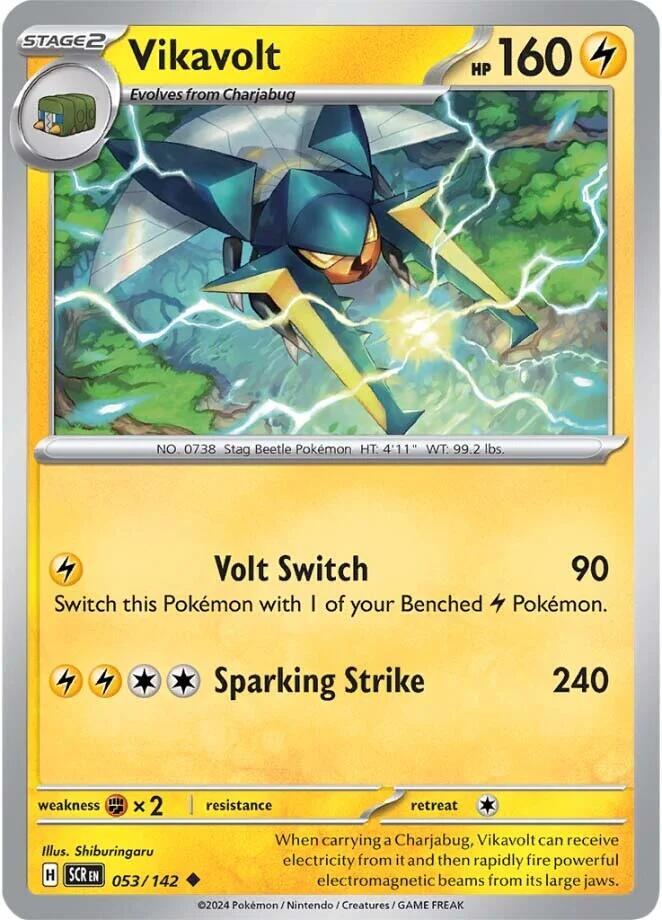 STAGE2
Vikavolt
HP 160
Evolves from Charjabug
NO. 0738 Stag Beetle Pokémon HT: 4'11" WT: 99.2 lbs.
Volt Switch 90
Switch this Pokémon with 1 of your Benched Pokémon.
Sparking Strike 240
weakness ×2 resistance retreat
Illus. Shiburingaru
When carrying a Charjabug, Vikavolt can receive
electricity from it and then rapidly fire powerful
electromagnetic beams from its large jaws.
H SCR EN 053/142
©2024 Pokémon / Nintendo / Creatures / GAME FREAK